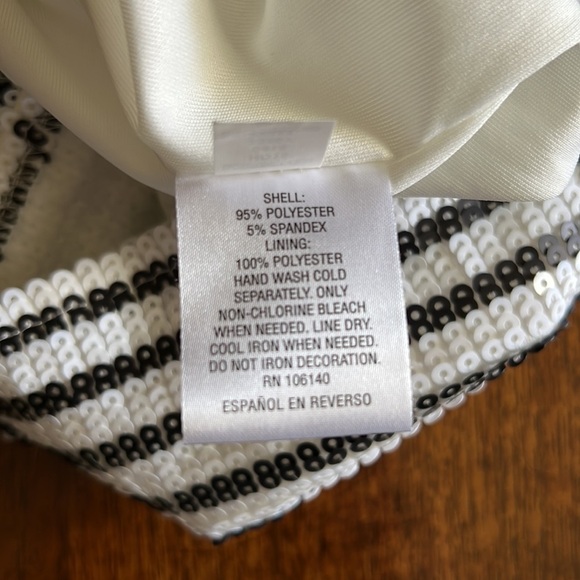 SHELL:
95% POLYESTER
5% SPANDEX
LINING:
100% POLYESTER
HAND WASH COLD
SEPARATELY. ONLY
NON-CHLORINE BLEACH
WHEN NEEDED. LINE DRY.
COOL IRON WHEN NEEDED.
DO NOT IRON DECORATION.
RN 106140
ESPAÑOL EN REVERSO